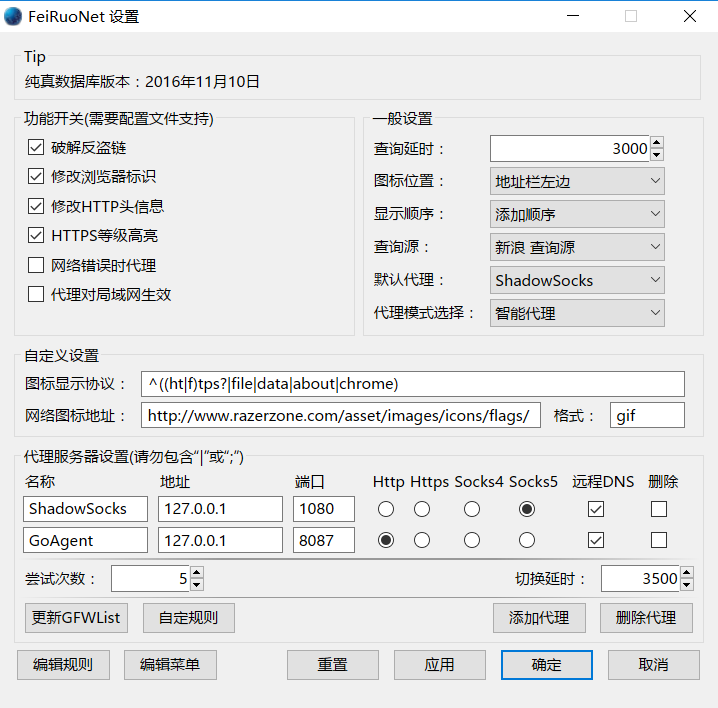 FeiRuoNet 设置
Tip
纯真数据库版本：2016年11月10日
功能开关(需要配置文件支持)
破解反盗链
修改浏览器标识
修改HTTP头信息
HTTPS等级高亮
网络错误时代理
代理对局域网生效
一般设置
查询延时： 3000
图标位置： 地址栏左边
显示顺序： 添加顺序
查询源： 新浪 查询源
默认代理： ShadowSocks
代理模式选择： 智能代理
自定义设置
图标显示协议： ^((ht|f)tps?|file|data|about|chrome)
网络图标地址： http://www.razerzone.com/asset/images/icons/flags/ 格式： gif
代理服务器设置(请勿包含“|”或“;”)
名称 地址 端口 Http Https Socks4 Socks5 远程DNS 删除
ShadowSocks 127.0.0.1 1080
GoAgent 127.0.0.1 8087
尝试次数： 5 切换延时： 3500
更新GFWList 自定规则 添加代理 删除代理
编辑规则 编辑菜单 重置 应用 确定 取消